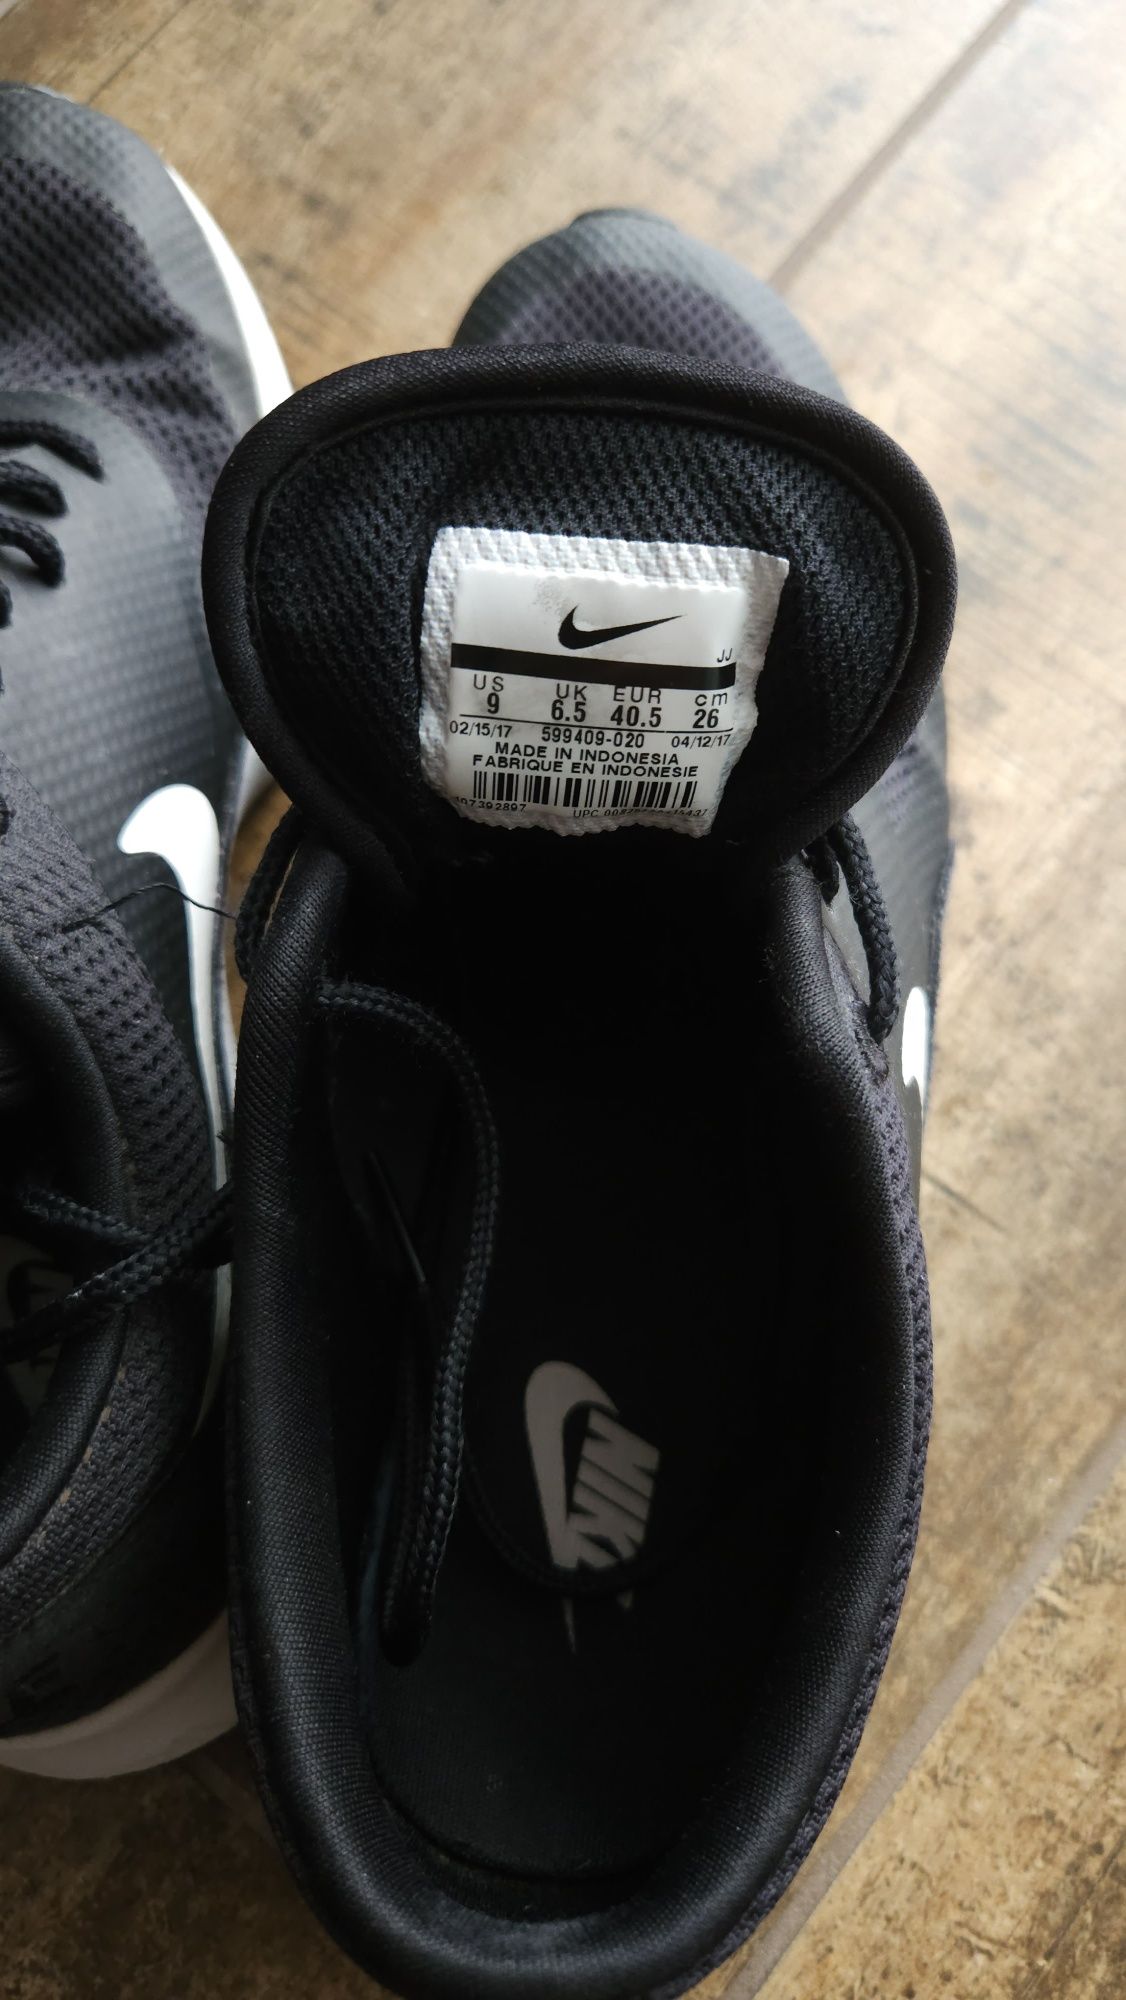 JJ
US UK EUR cm
9 6.5 40.5 26
02/15/17 599409-020 04/12/17
MADE IN INDONESIA
FABRIQUE EN INDONESIE
UPC
NIKE